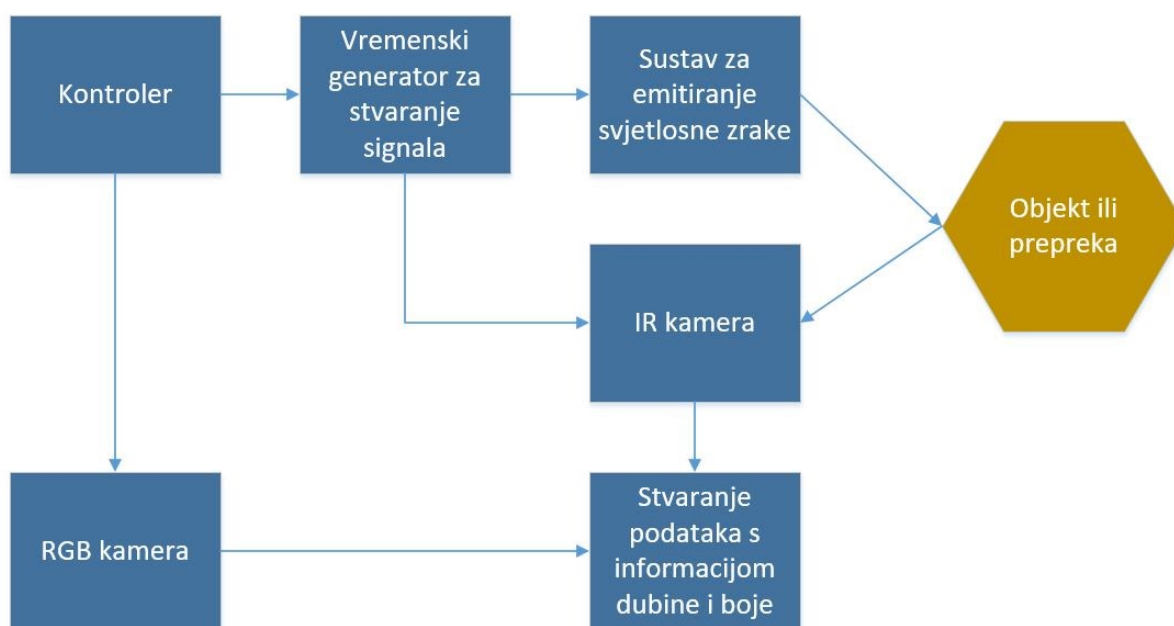 Kontroler
Vremenski
generator za
stvaranje
signala
Sustav za
emitiranje
svjetlosne zrake
Objekt ili
prepreka
IR kamera
RGB kamera
Stvaranje
podataka s
informacijom
dubine i boje